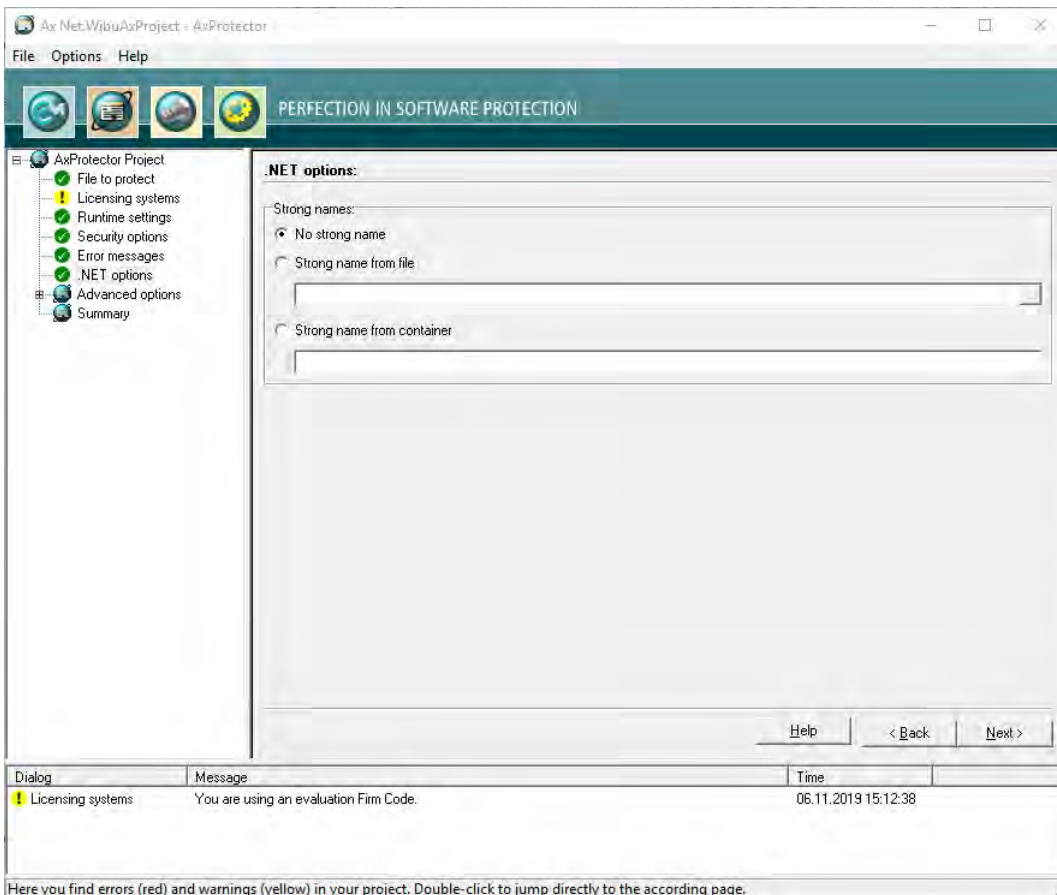 Ax Net.WibuAxProject - AxProtector
File Options Help
PERFECTION IN SOFTWARE PROTECTION
AxProtector Project
File to protect
Licensing systems
Runtime settings
Security options
Error messages
.NET options
Advanced options
Summary
.NET options:
Strong names:
No strong name
Strong name from file
Strong name from container
Help < Back Next >
Dialog Message Time
Licensing systems You are using an evaluation Firm Code. 06.11.2019 15:12:38
Here you find errors (red) and warnings (yellow) in your project. Double-click to jump directly to the according page.